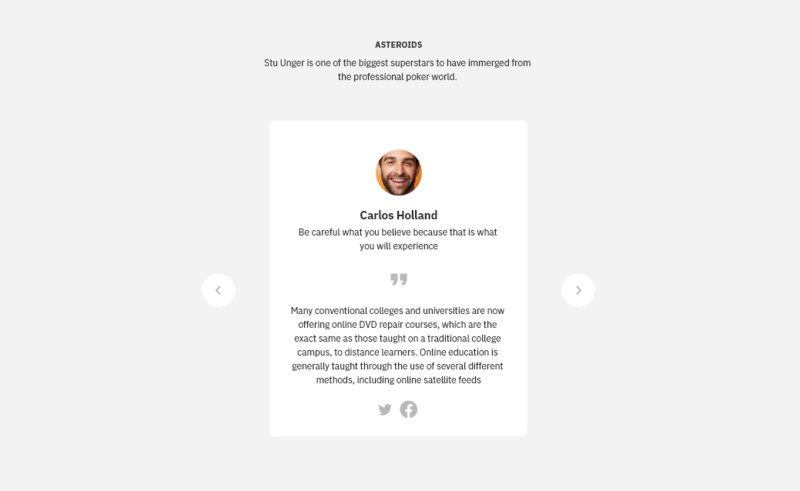 ASTEROIDS
Stu Unger is one of the biggest superstars to have immerged from
the professional poker world.
Carlos Holland
Be careful what you believe because that is what
you will experience
Many conventional colleges and universities are now
offering online DVD repair courses, which are the
exact same as those taught on a traditional college
campus, to distance learners. Online education is
generally taught through the use of several different
methods, including online satellite feeds